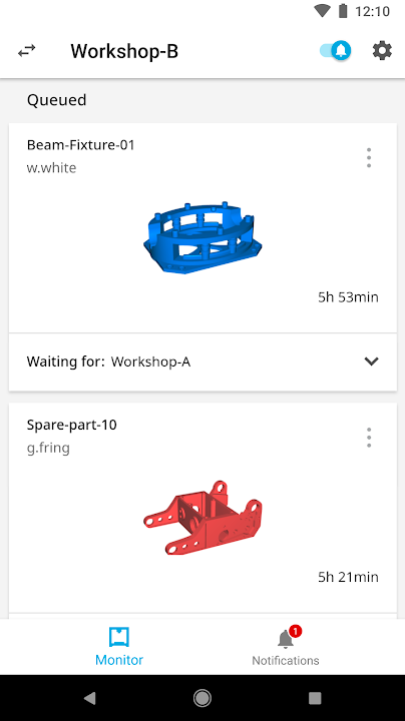 12:10
Workshop-B
Queued
Beam-Fixture-01
w.white
5h 53min
Waiting for: Workshop-A
Spare-part-10
g.fring
5h 21min
1
Monitor
Notifications